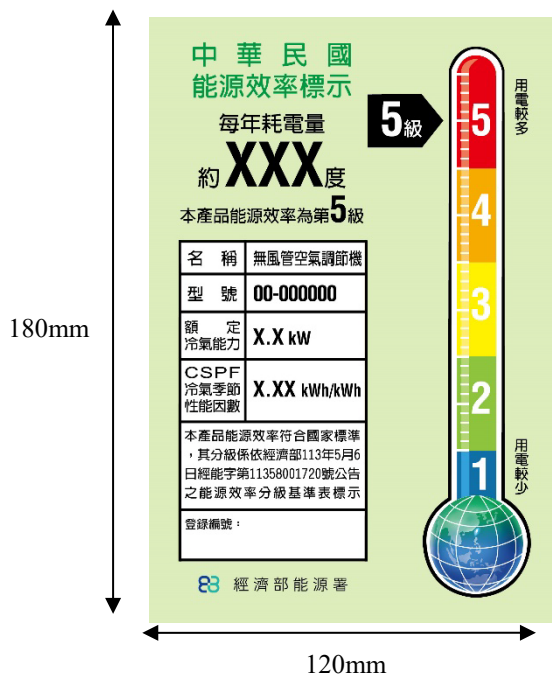 中華民國
能源效率標示
每年耗電量
約XXX度
本產品能源效率為第5級
名稱 無風管空氣調節機
型號 00-000000
額定
冷氣能力 X.X kW
CSPF
冷氣季節
性能因數 X.XX kWh/kWh
本產品能源效率符合國家標準
，其分級係依經濟部113年5月6
日經能字第11358001720號公告
之能源效率分級基準表標示
登錄編號：
經濟部能源署
5級
用電較多
5
4
3
2
1
用電較少
180mm
120mm